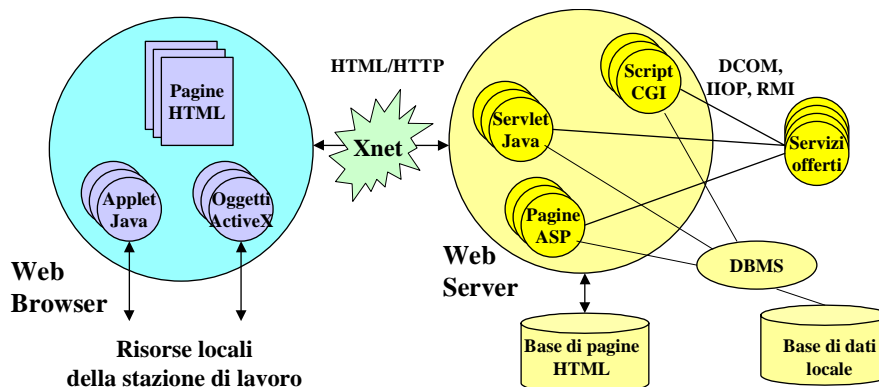 Pagine
HTML
Applet
Java
Oggetti
ActiveX
Web
Browser
Risorse locali
della stazione di lavoro
HTML/HTTP
Xnet
Script
CGI
Servlet
Java
Pagine
ASP
Web
Server
DCOM,
IIOP, RMI
Servizi
offerti
DBMS
Base di pagine
HTML
Base di dati
locale